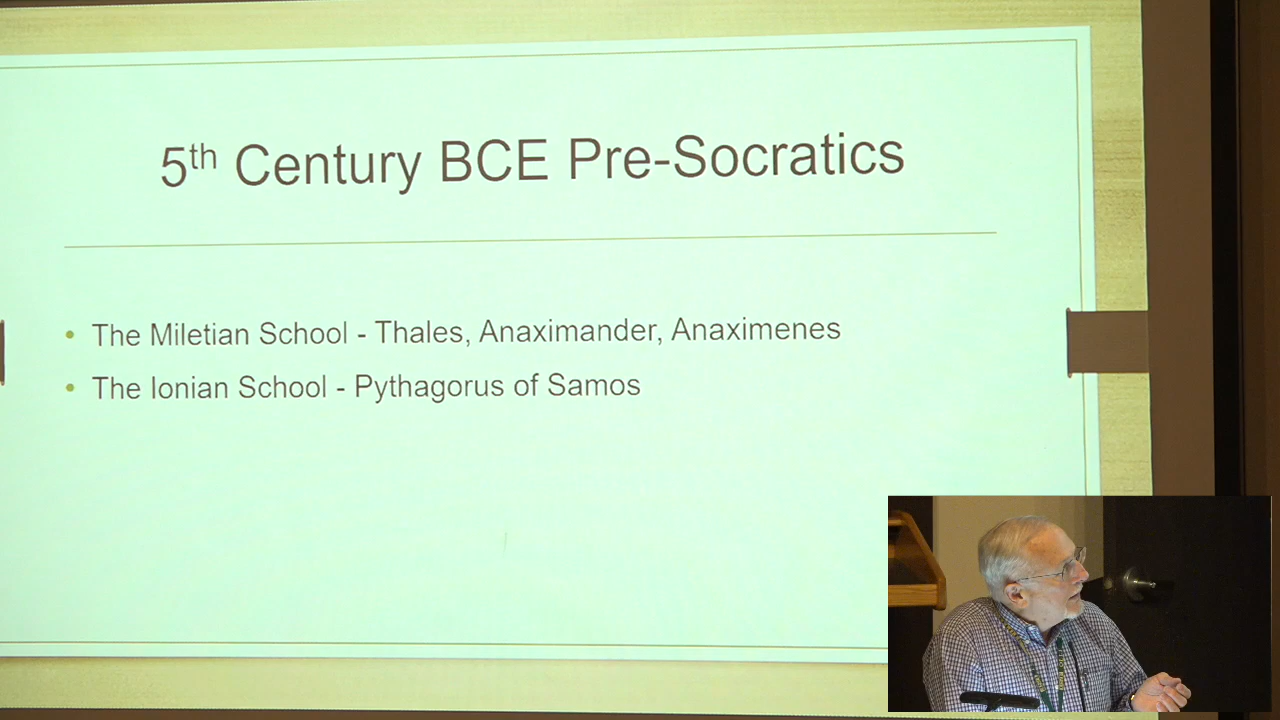 5th Century BCE Pre-Socratics
• The Miletian School - Thales, Anaximander, Anaximenes
• The Ionian School - Pythagorus of Samos